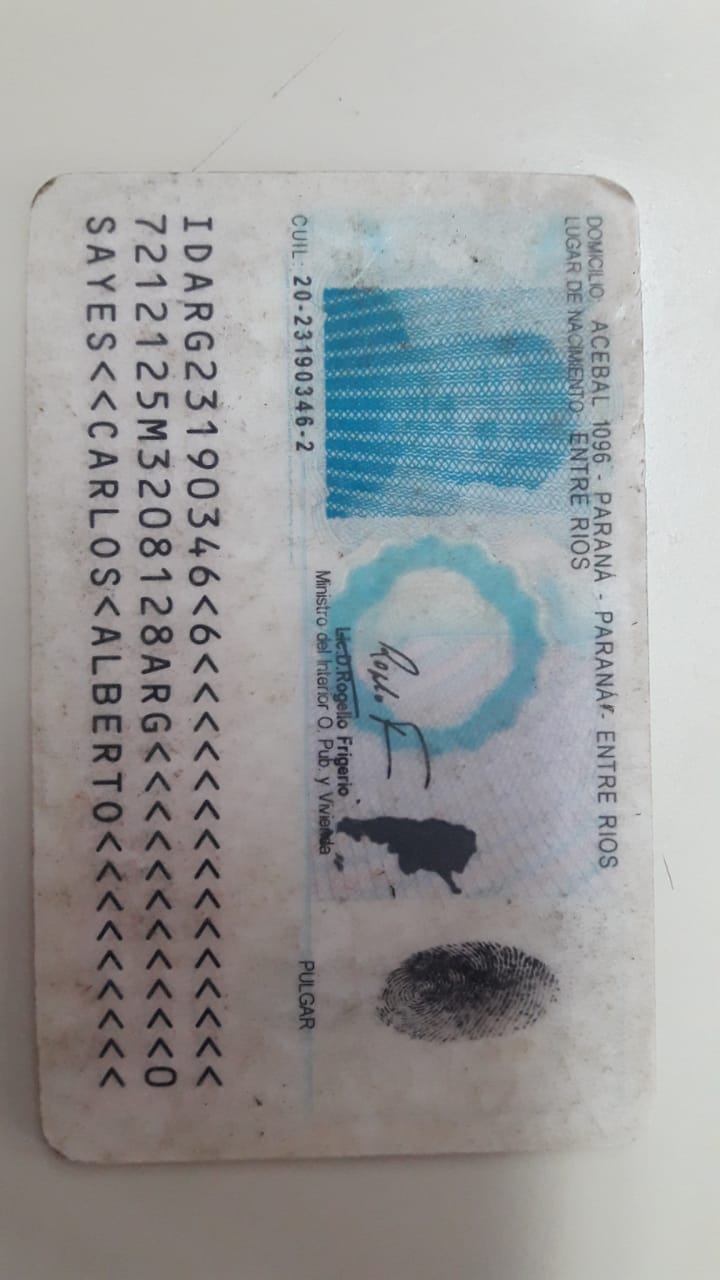 DOMICILIO: ACEBAL 1096 - PARANÁ - PARANÁ - ENTRE RIOS
LUGAR DE NACIMIENTO: ENTRE RIOS
Lic.D.Rogelio Frigerio
Ministro del Interior O. Pub. y Vivienda
CUIL: 20-23190346-2
PULGAR
IDARG23190346<6<<<<<<<<<<<<<<<
7212125M3208128ARG<<<<<<<<<<<0
SAYES<<CARLOS<ALBERTO<<<<<<<<<